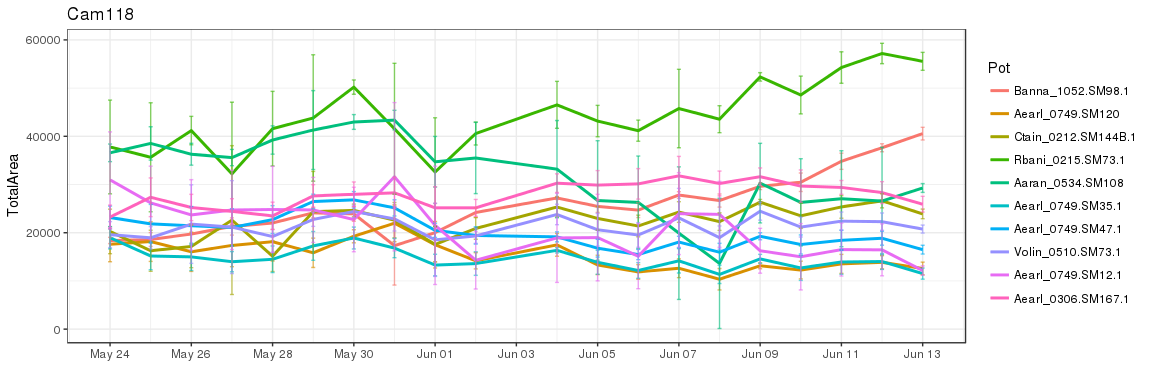 Cam118
TotalArea
60000
40000
20000
0
May 24
May 26
May 28
May 30
Jun 01
Jun 03
Jun 05
Jun 07
Jun 09
Jun 11
Jun 13
Pot
Banna_1052.SM98.1
Aearl_0749.SM120
Ctain_0212.SM144B.1
Rbani_0215.SM73.1
Aaran_0534.SM108
Aearl_0749.SM35.1
Aearl_0749.SM47.1
Volin_0510.SM73.1
Aearl_0749.SM12.1
Aearl_0306.SM167.1